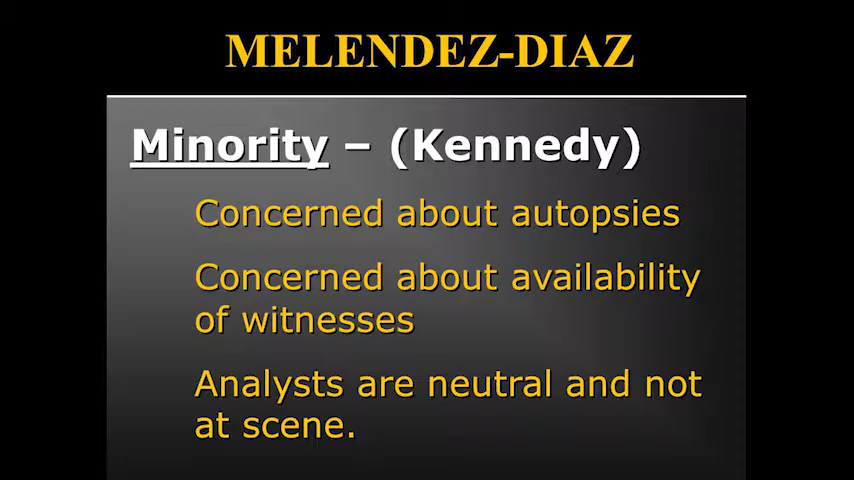 MELENDEZ-DIAZ
Minority – (Kennedy)
Concerned about autopsies
Concerned about availability
of witnesses
Analysts are neutral and not
at scene.